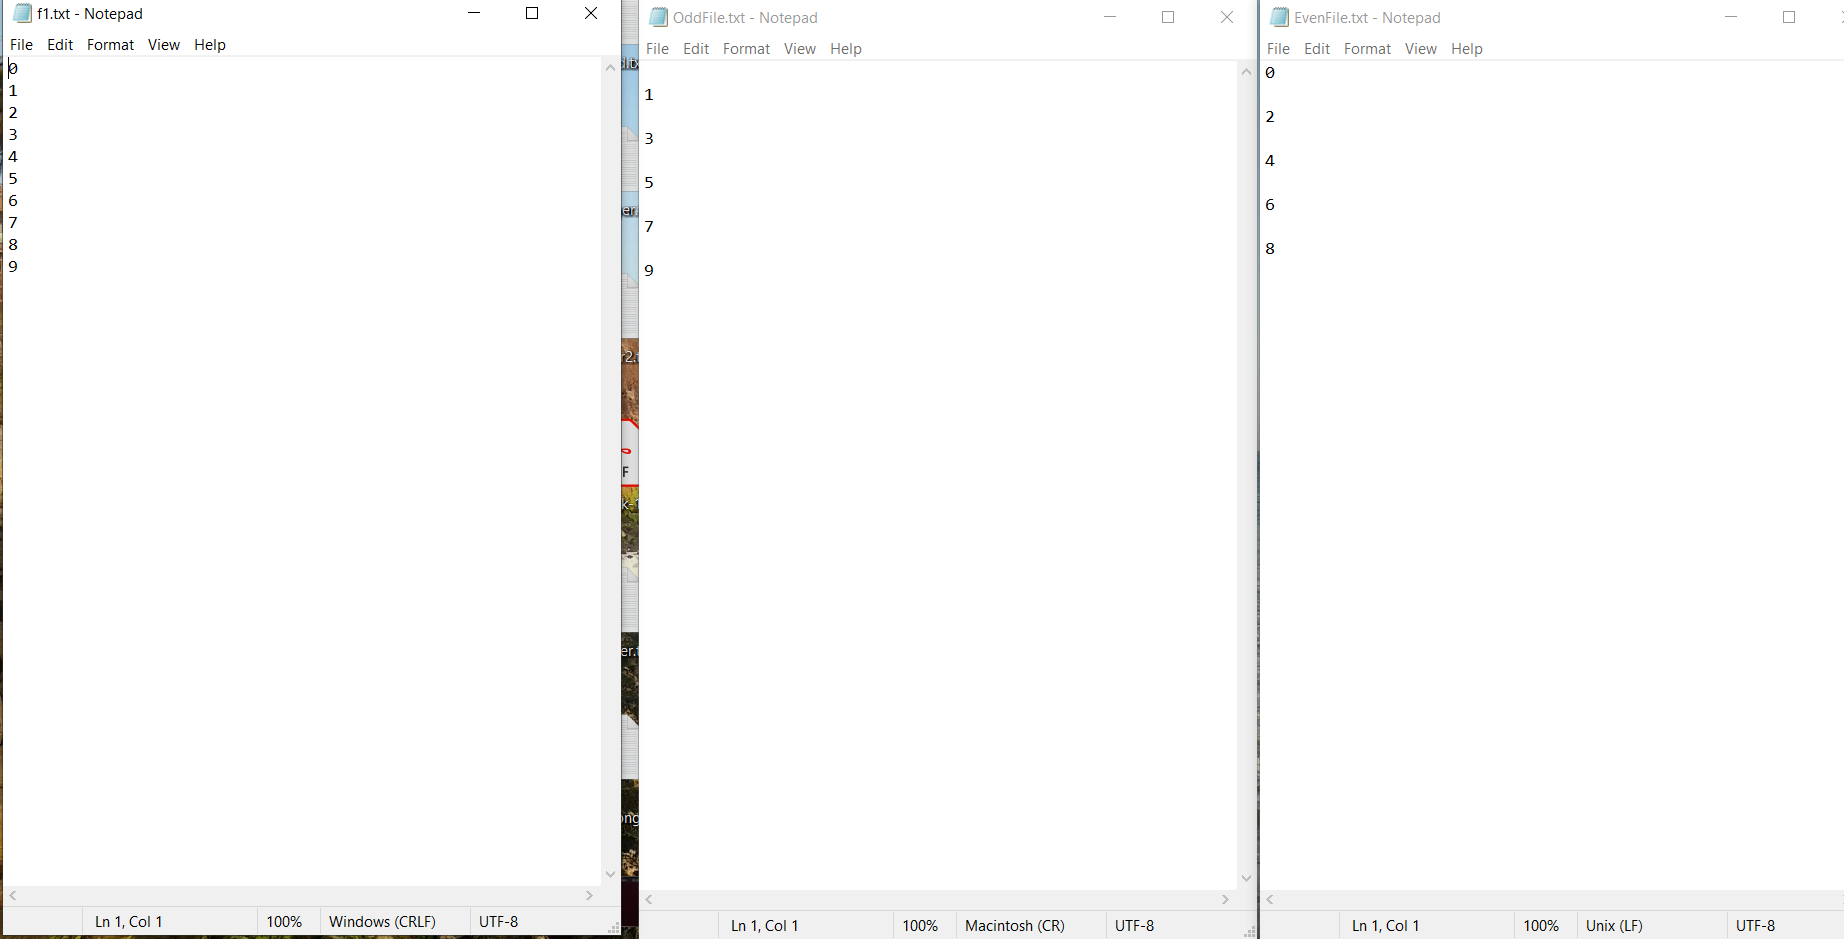 f1.txt - Notepad
File Edit Format View Help
0
1
2
3
4
5
6
7
8
9
Ln 1, Col 1 100% Windows (CRLF) UTF-8
OddFile.txt - Notepad
File Edit Format View Help
1
3
5
7
9
Ln 1, Col 1 100% Macintosh (CR) UTF-8
EvenFile.txt - Notepad
File Edit Format View Help
0
2
4
6
8
Ln 1, Col 1 100% Unix (LF) UTF-8